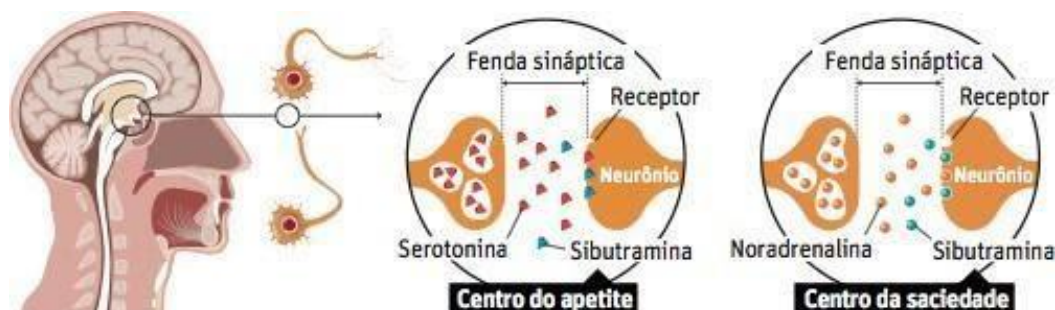 Fenda sináptica
Receptor
Neurônio
Serotonina
Sibutramina
Centro do apetite
Fenda sináptica
Receptor
Neurônio
Noradrenalina
Sibutramina
Centro da saciedade